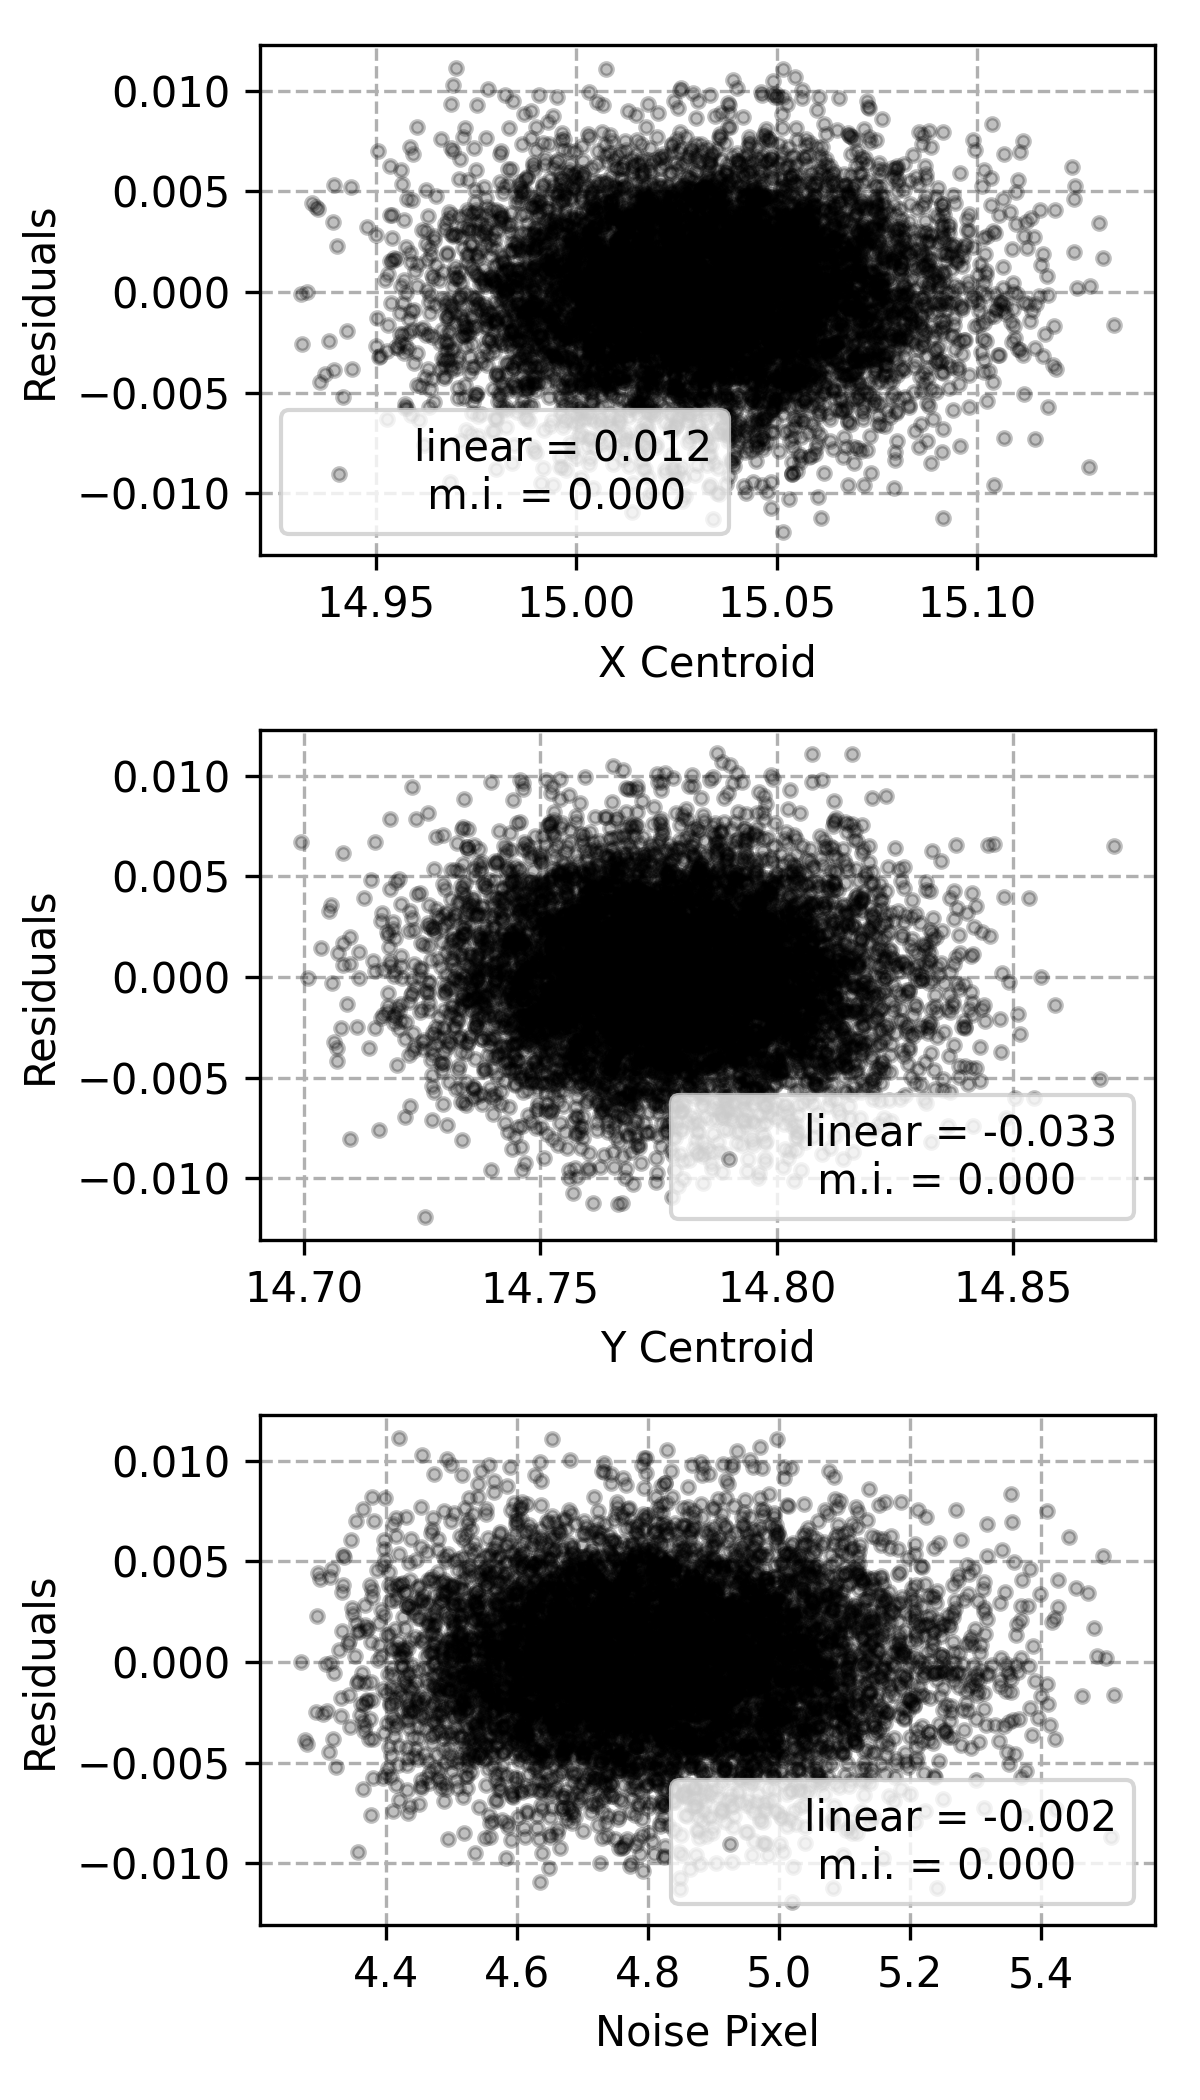 0.010
0.005
0.000
−0.005
−0.010
Residuals
linear = 0.012
m.i. = 0.000
14.95 15.00 15.05 15.10
X Centroid
0.010
0.005
0.000
−0.005
−0.010
Residuals
linear = -0.033
m.i. = 0.000
14.70 14.75 14.80 14.85
Y Centroid
0.010
0.005
0.000
−0.005
−0.010
Residuals
linear = -0.002
m.i. = 0.000
4.4 4.6 4.8 5.0 5.2 5.4
Noise Pixel